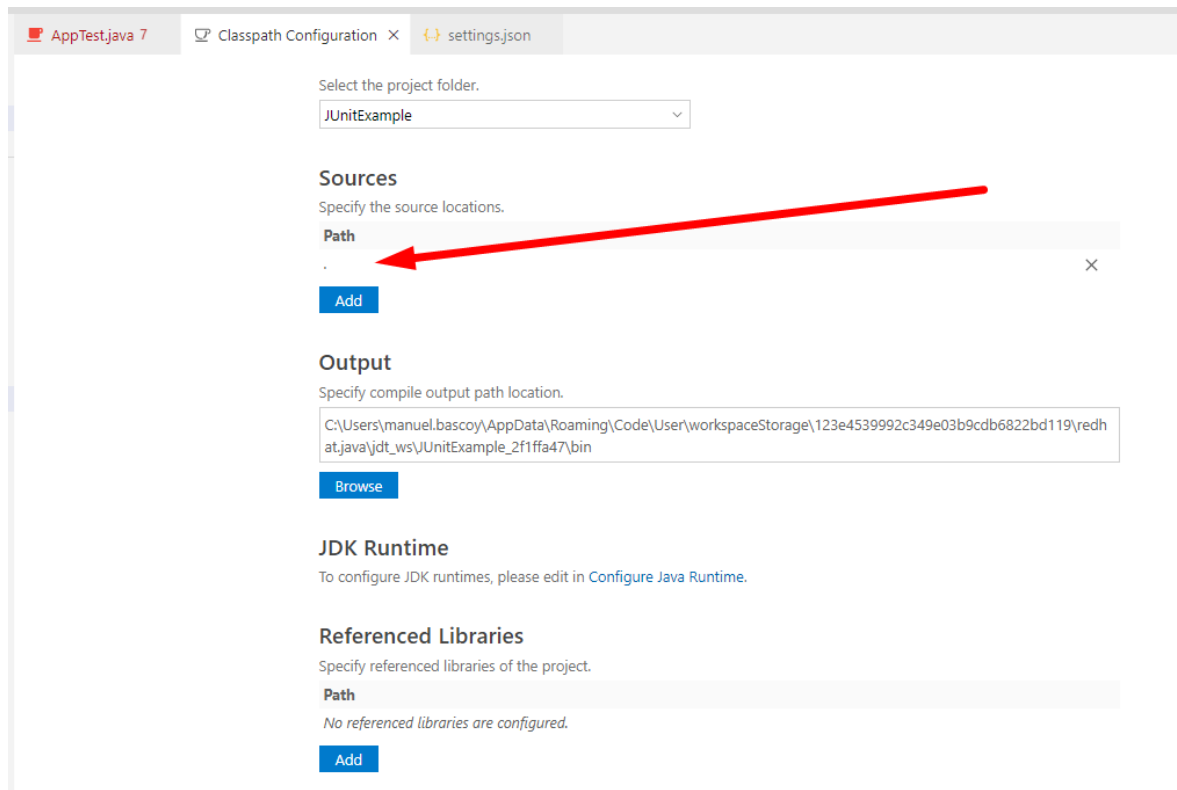 AppTest.java 7
Classpath Configuration
settings.json
Select the project folder.
JUnitExample
Sources
Specify the source locations.
Path
.
Add
Output
Specify compile output path location.
C:\Users\manuel.bascoy\AppData\Roaming\Code\User\workspaceStorage\123e4539992c349e03b9cdb6822bd119\redh
at.java\jdt_ws\JUnitExample_2f1ffa47\bin
Browse
JDK Runtime
To configure JDK runtimes, please edit in Configure Java Runtime.
Referenced Libraries
Specify referenced libraries of the project.
Path
No referenced libraries are configured.
Add